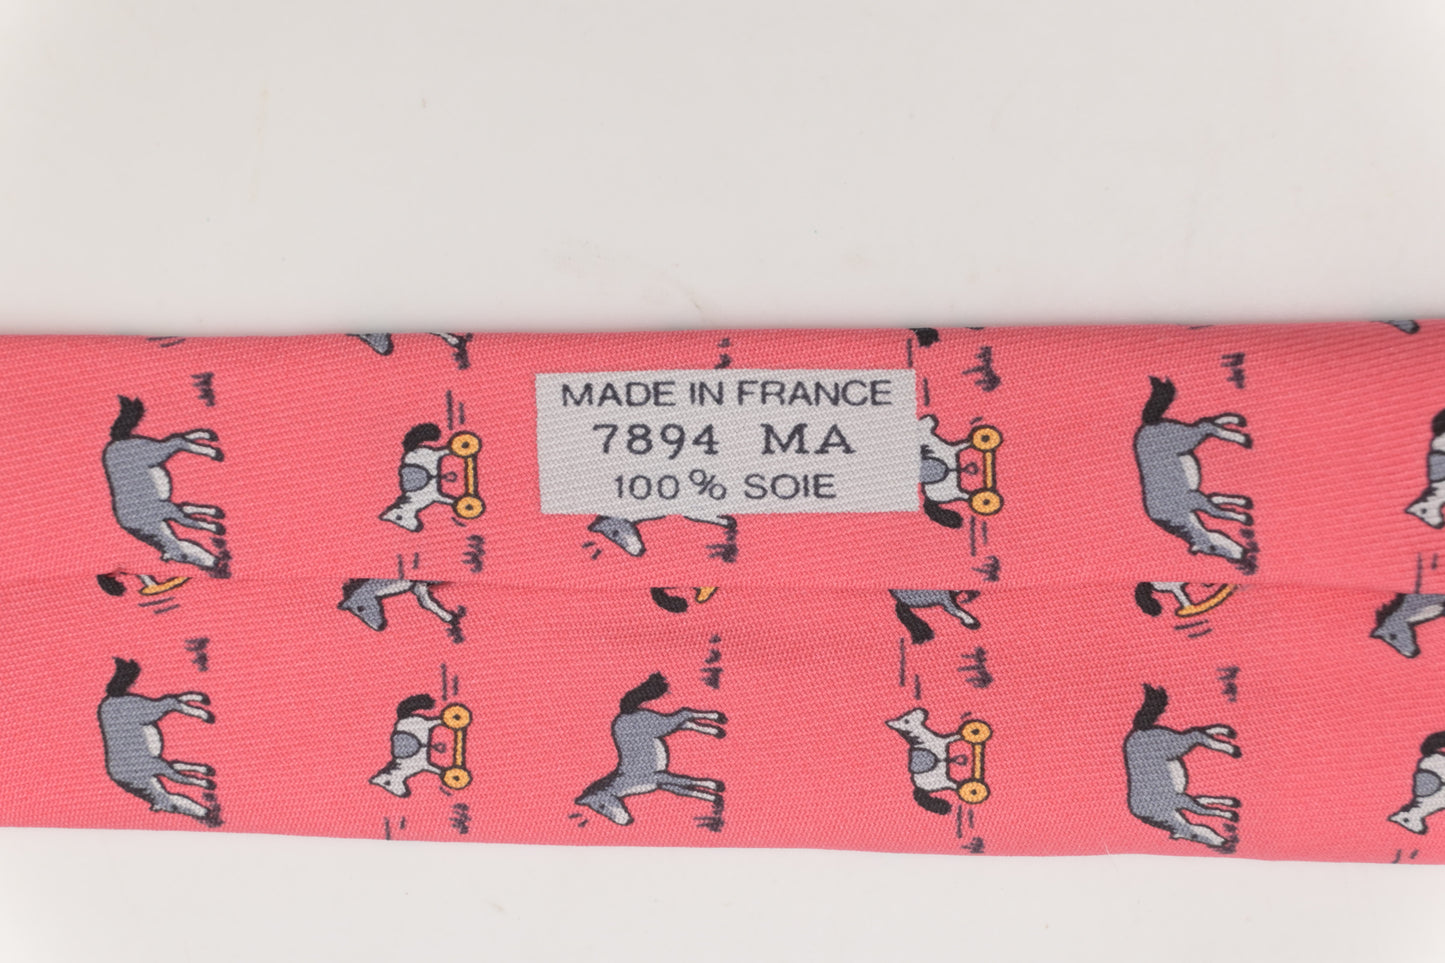 MADE IN FRANCE
7894 MA
100% SOIE